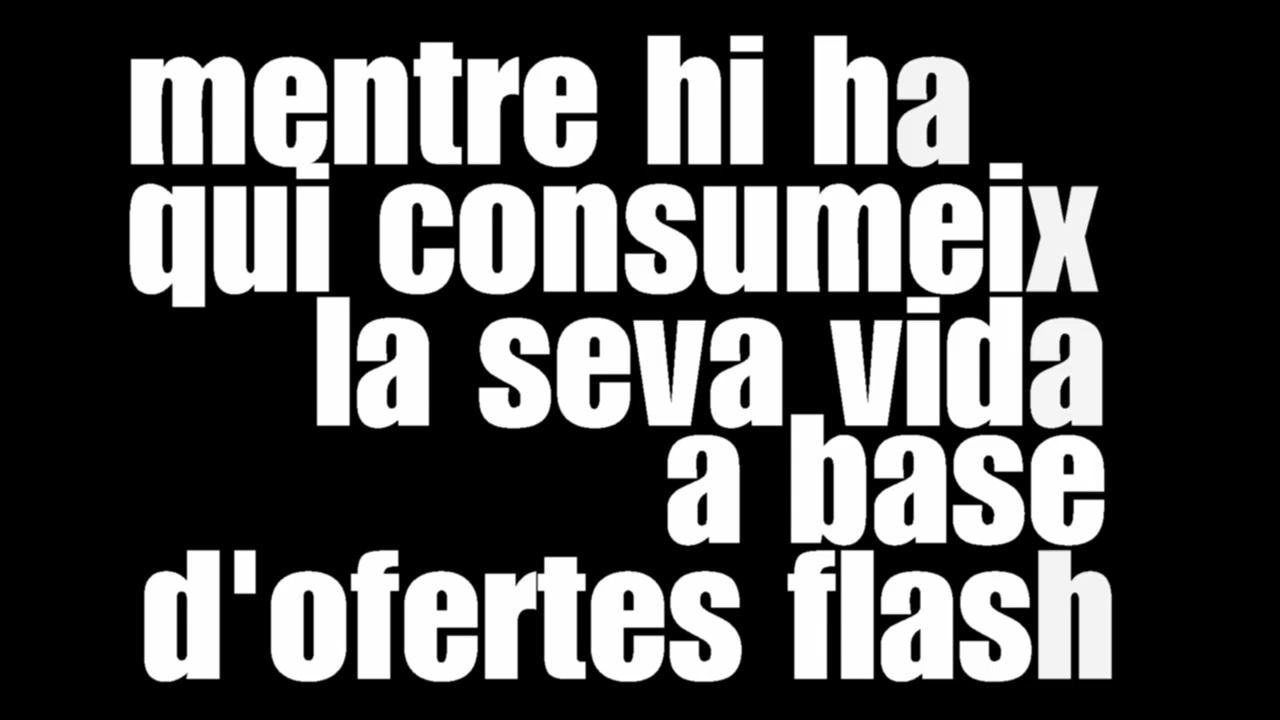 mentre hi ha
qui consumeix
la seva vida
a base
d'ofertes flash